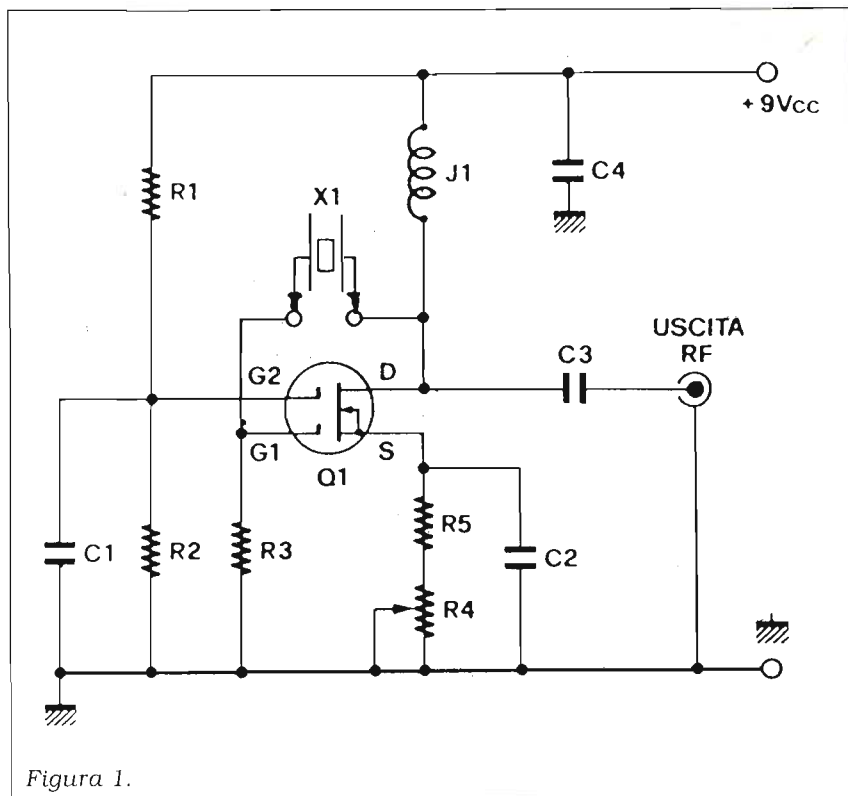 + 9Vcc
R1
X1
J1
C4
USCITA
RF
C3
G2
D
G1
S
Q1
C1
R2
R3
R5
C2
R4
Figura 1.